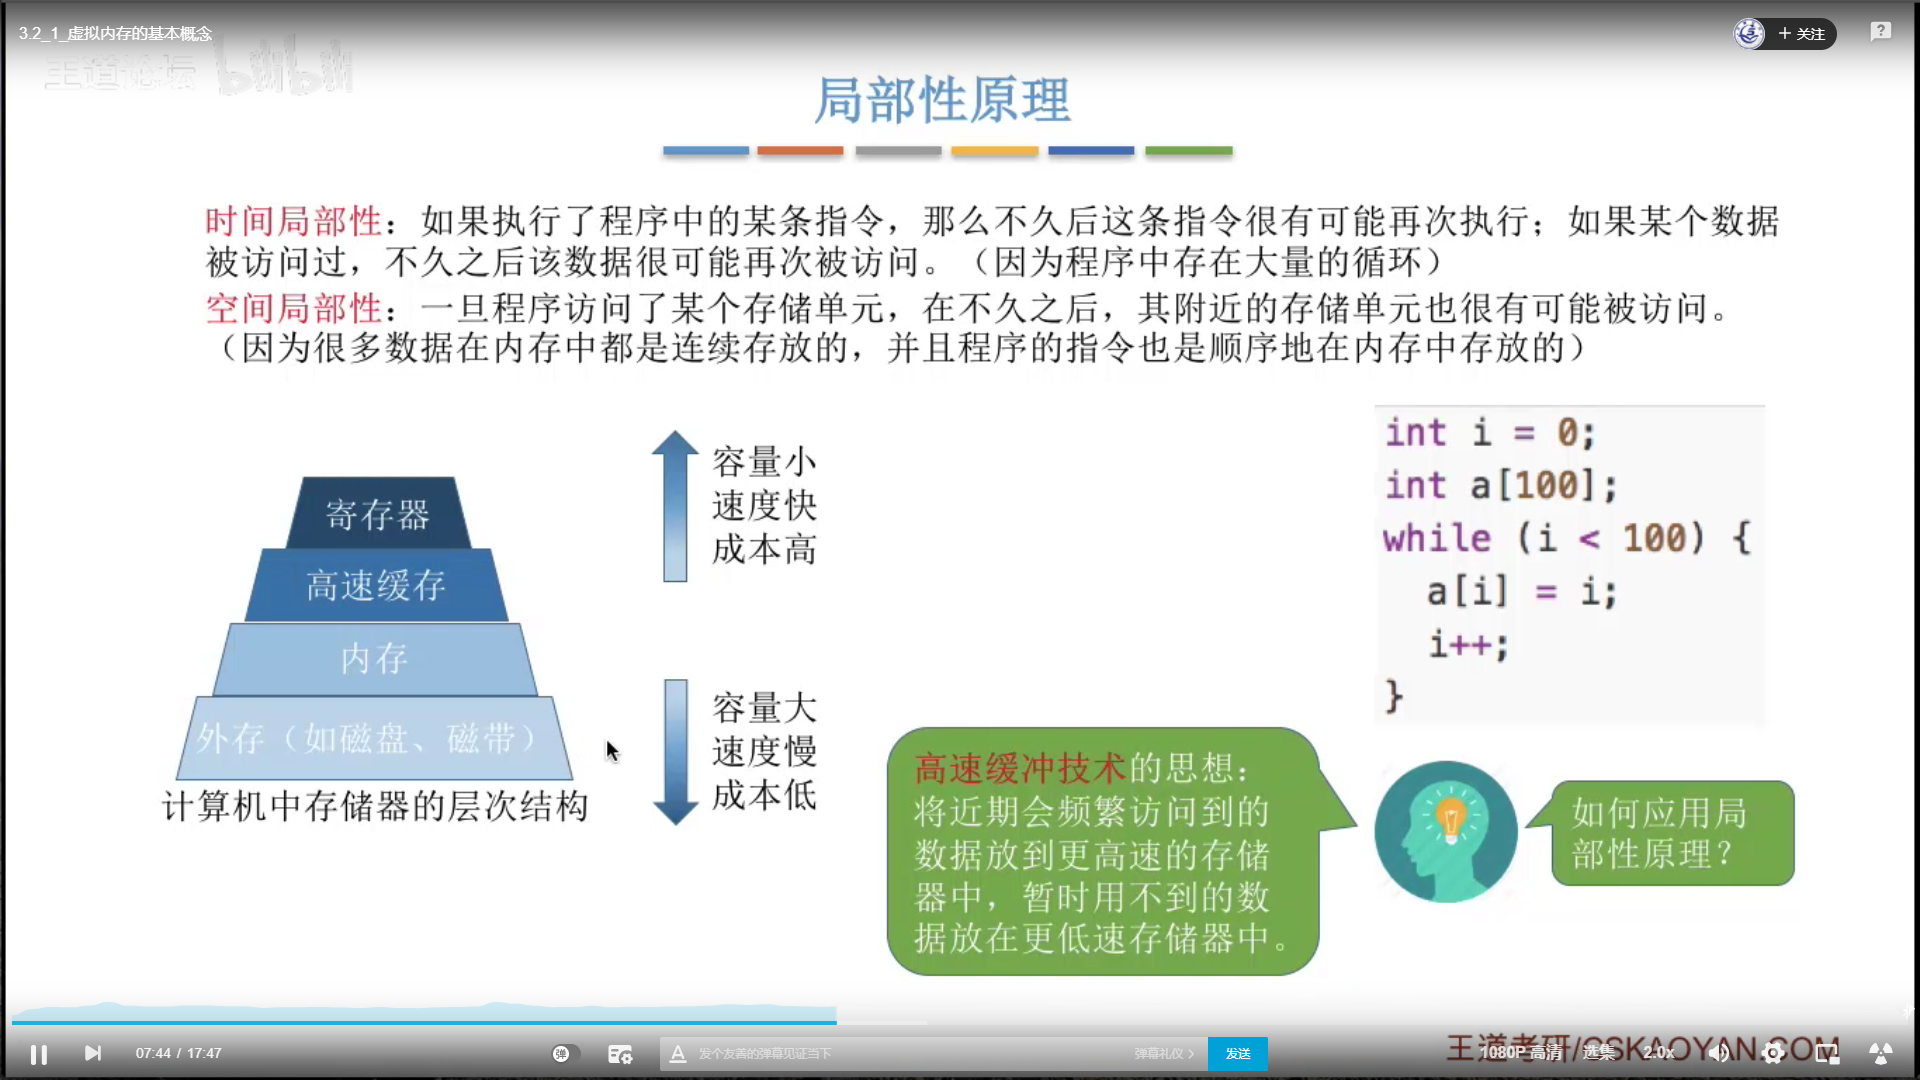 3.2_1_虚拟内存的基本概念
+ 关注
王道论坛 bilibili
局部性原理
时间局部性：如果执行了程序中的某条指令，那么不久后这条指令很有可能再次执行；如果某个数据
被访问过，不久之后该数据很可能再次被访问。（因为程序中存在大量的循环）
空间局部性：一旦程序访问了某个存储单元，在不久之后，其附近的存储单元也很有可能被访问。
（因为很多数据在内存中都是连续存放的，并且程序的指令也是顺序地在内存中存放的）
寄存器
高速缓存
内存
外存（如磁盘、磁带）
计算机中存储器的层次结构
容量小
速度快
成本高
容量大
速度慢
成本低
int i = 0;
int a[100];
while (i < 100) {
a[i] = i;
i++;
}
高速缓冲技术的思想：
将近期会频繁访问到的
数据放到更高速的存储
器中，暂时用不到的数
据放在更低速存储器中。
如何应用局
部性原理？
07:44 / 17:47
弹
发个友善的弹幕见证当下
弹幕礼仪 >
发送
王道考研/CSKAOYAN.COM
1080P 高清
选集
2.0x